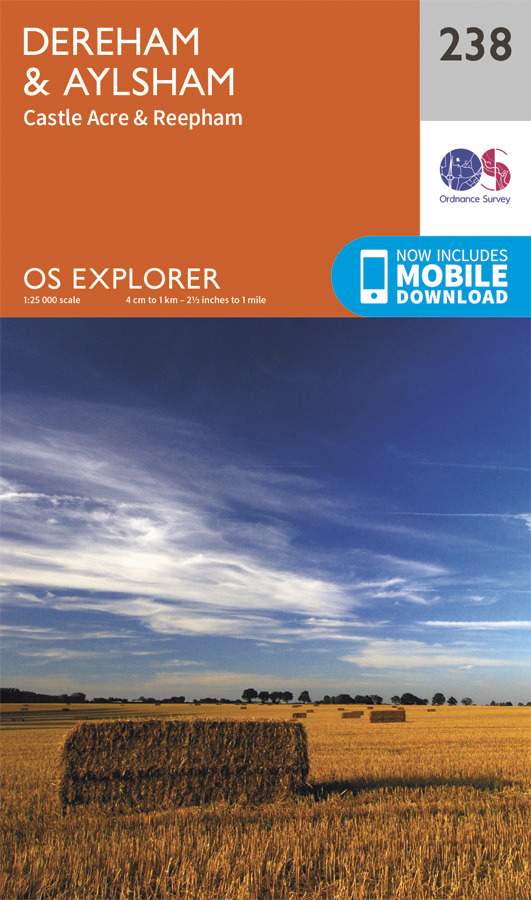 DEREHAM
& AYLSHAM
Castle Acre & Reepham
238
OS
Ordnance Survey
OS EXPLORER
1:25 000 scale 4 cm to 1 km – 2½ inches to 1 mile
NOW INCLUDES
MOBILE
DOWNLOAD